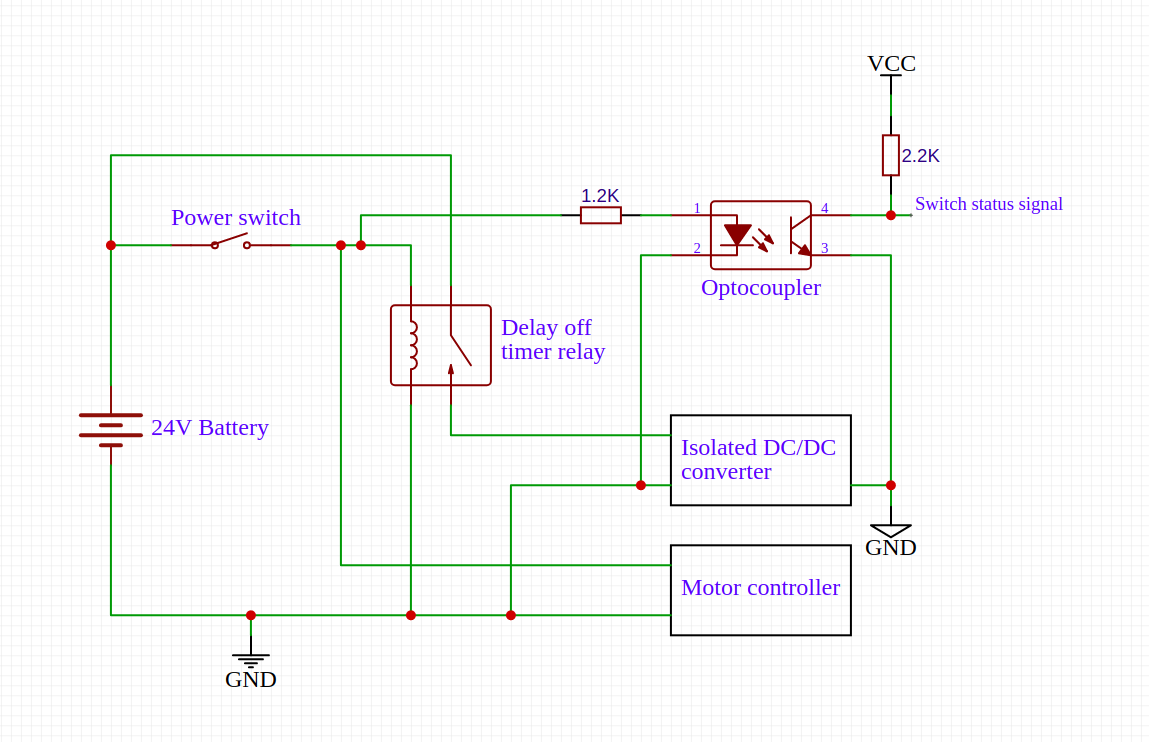 VCC
2.2K
1.2K
Switch status signal
Power switch
1
4
2
3
Optocoupler
Delay off
timer relay
24V Battery
Isolated DC/DC
converter
GND
Motor controller
GND